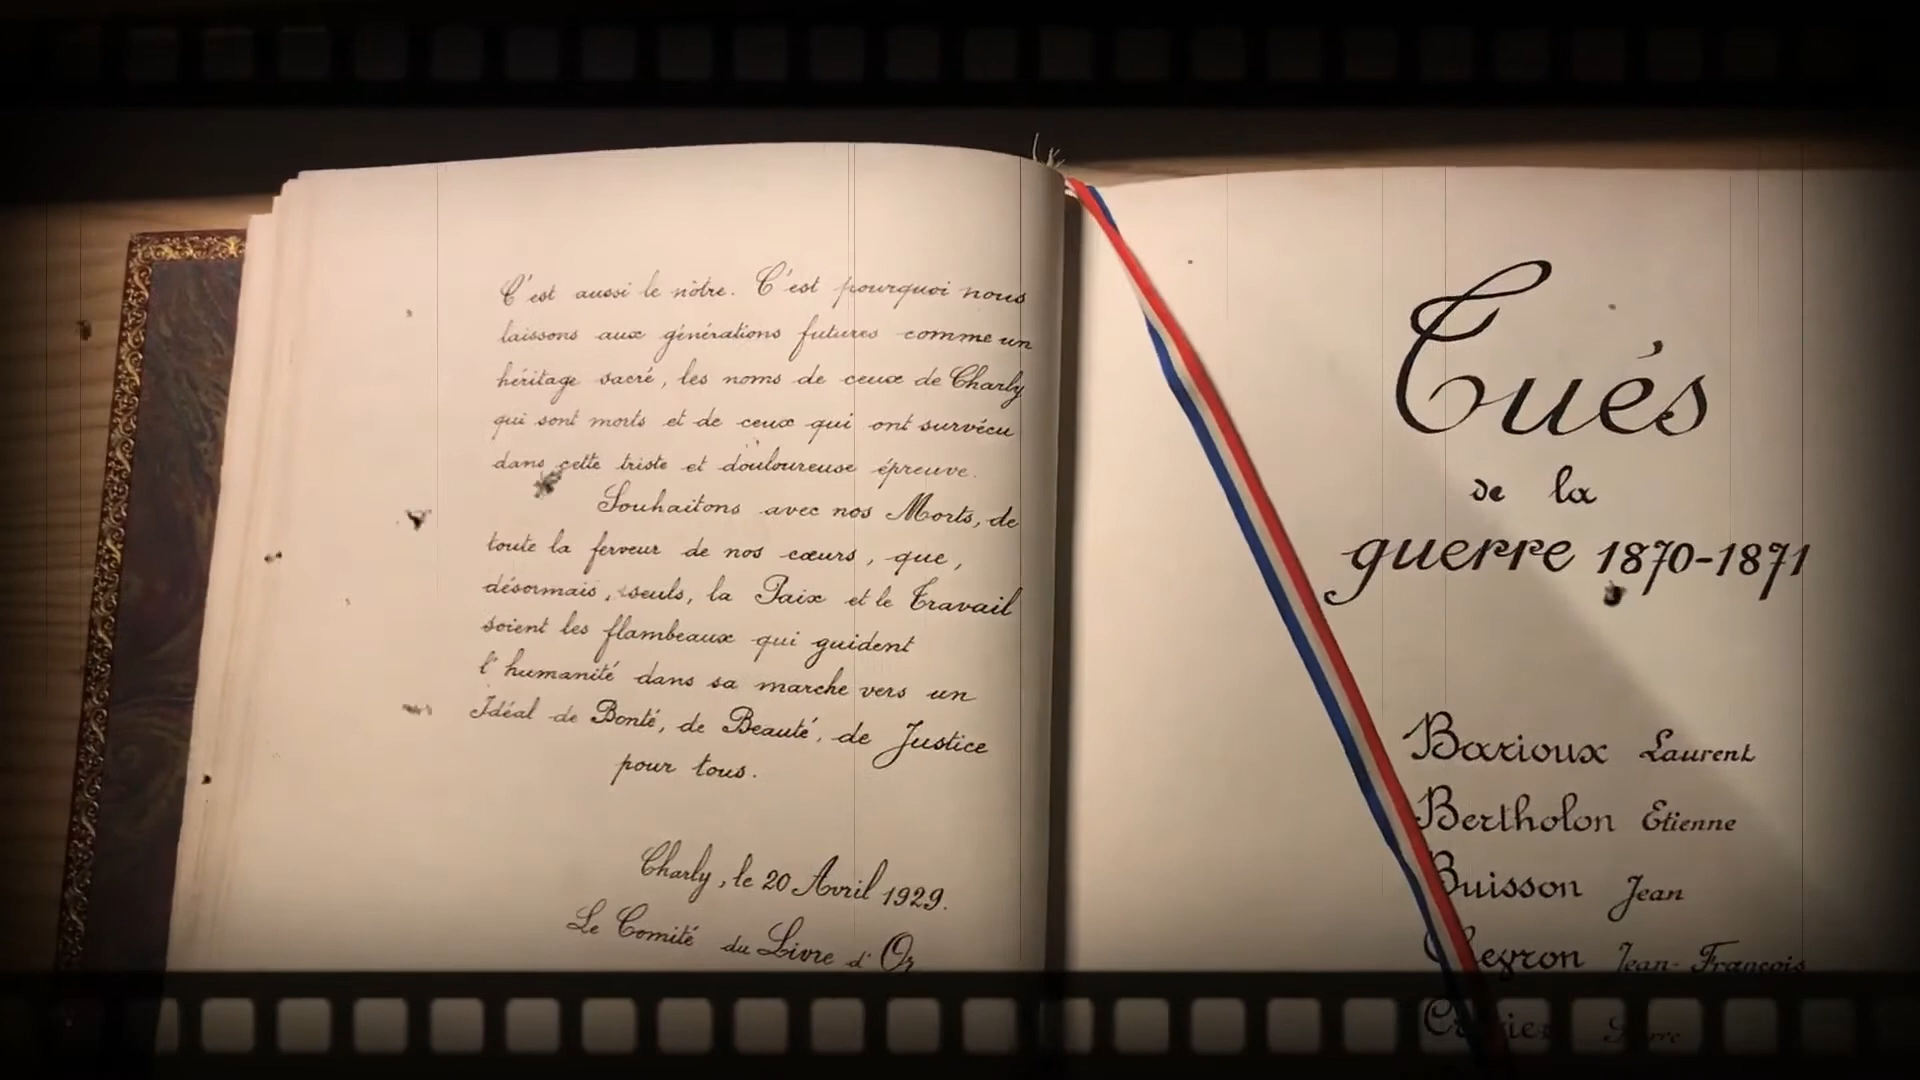 C'est aussi le nôtre. C'est pourquoi nous
laissons aux générations futures comme un
héritage sacré, les noms de ceux de Charly
qui sont morts et de ceux qui ont survécu
dans cette triste et douloureuse épreuve.
Souhaitons avec nos Morts, de
toute la ferveur de nos cœurs, que,
désormais, seuls, la Paix et le Travail
soient les flambeaux qui guident
l'humanité dans sa marche vers un
Idéal de Bonté, de Beauté, de Justice
pour tous.
Charly, le 20 Avril 1929.
Le Comité du Livre d'Or
Tués
de la
guerre 1870-1871
Barioux Laurent
Bertholon Etienne
Buisson Jean
Cheyron Jean-François